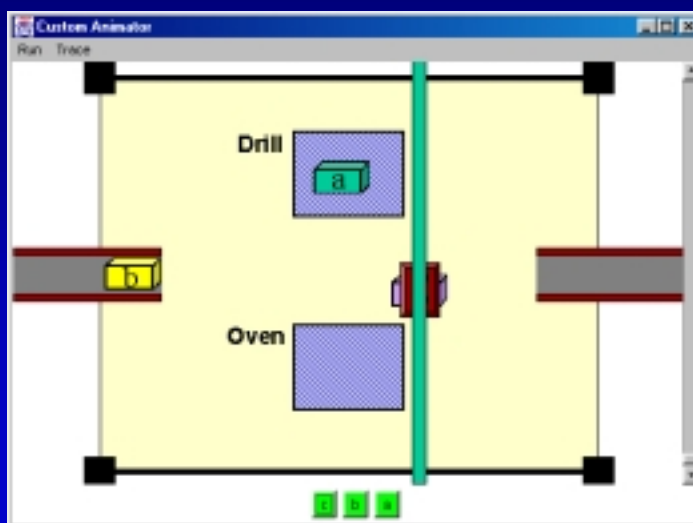 Custom Animator
Run Trace
Drill
a
b
Oven
c b a